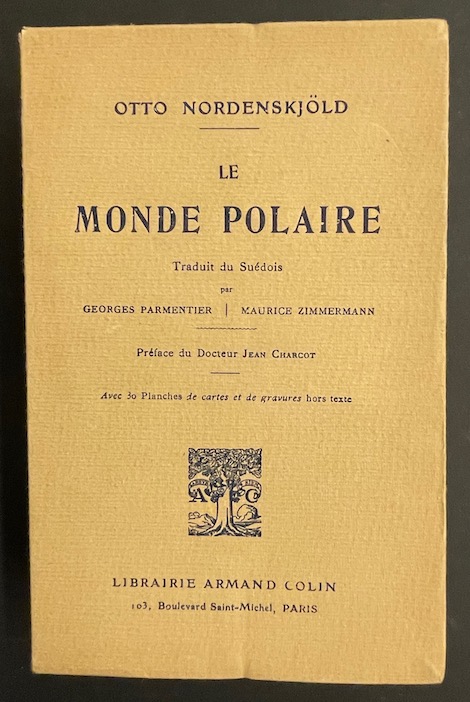 OTTO NORDENSKJÖLD
LE
MONDE POLAIRE
Traduit du Suédois
par
GEORGES PARMENTIER | MAURICE ZIMMERMANN
Préface du Docteur JEAN CHARCOT
Avec 30 Planches de cartes et de gravures hors texte
A C
LIBRAIRIE ARMAND COLIN
103, Boulevard Saint-Michel, PARIS